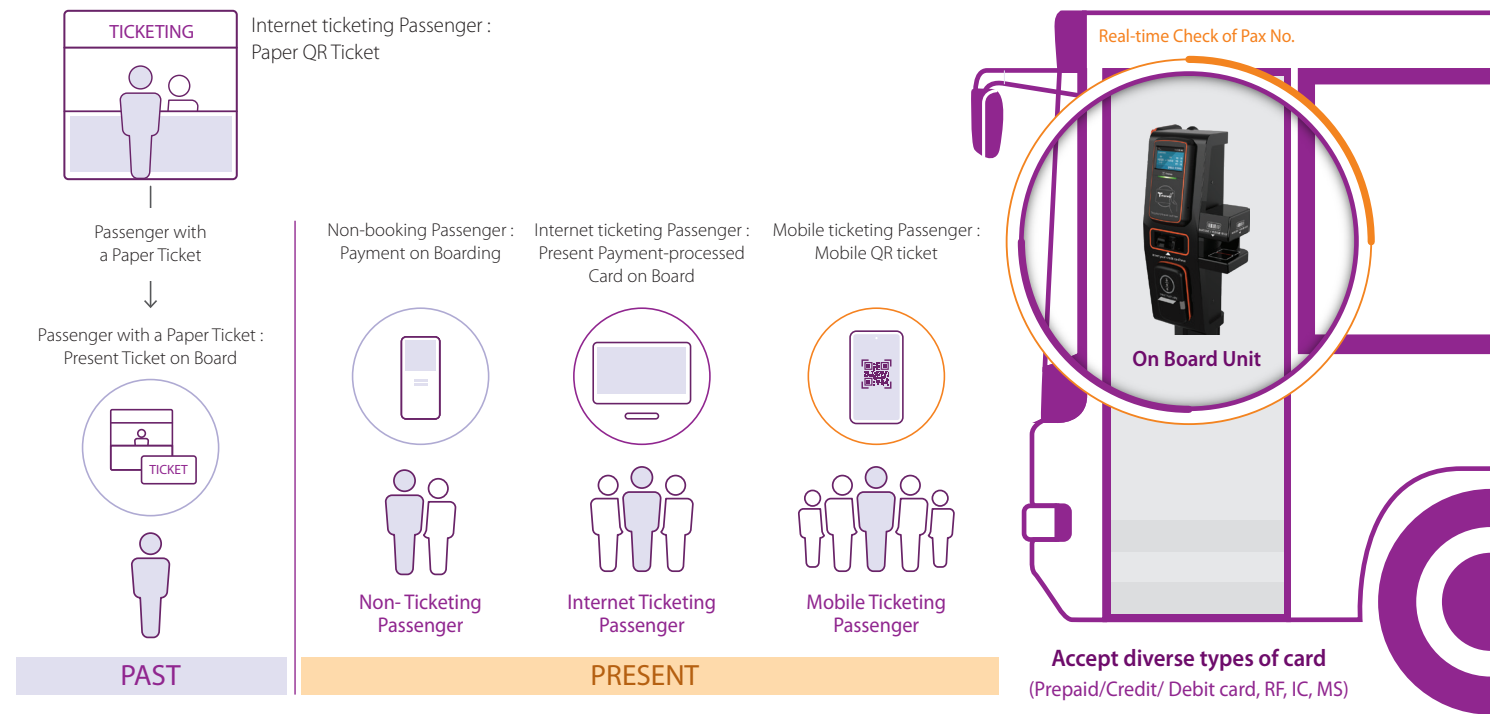 TICKETING
Internet ticketing Passenger :
Paper QR Ticket
Passenger with
a Paper Ticket
Passenger with a Paper Ticket :
Present Ticket on Board
TICKET
PAST
Non-booking Passenger :
Payment on Boarding
Internet ticketing Passenger :
Present Payment-processed
Card on Board
Mobile ticketing Passenger :
Mobile QR ticket
Non- Ticketing
Passenger
Internet Ticketing
Passenger
Mobile Ticketing
Passenger
PRESENT
Real-time Check of Pax No.
On Board Unit
Accept diverse types of card
(Prepaid/Credit/ Debit card, RF, IC, MS)